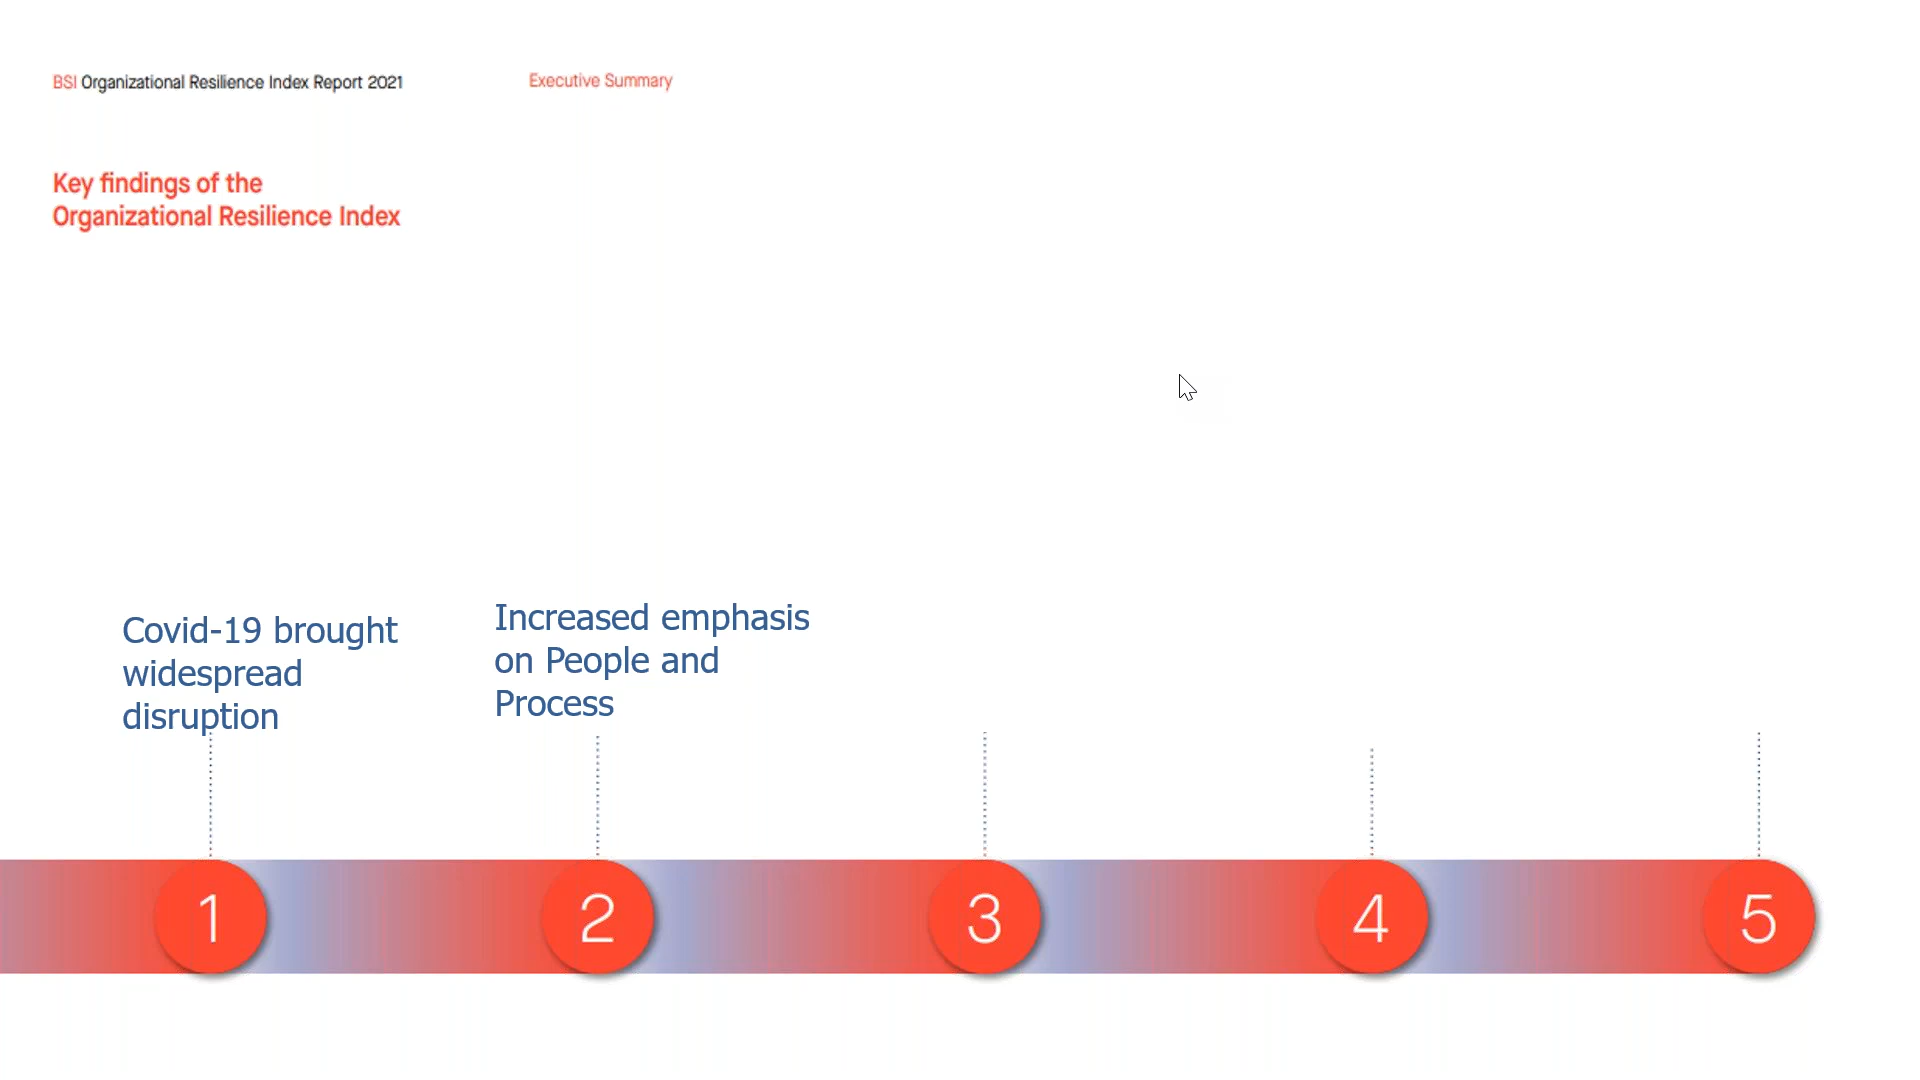 BSI Organizational Resilience Index Report 2021
Executive Summary
Key findings of the
Organizational Resilience Index
Covid-19 brought
widespread
disruption
Increased emphasis
on People and
Process
1
2
3
4
5